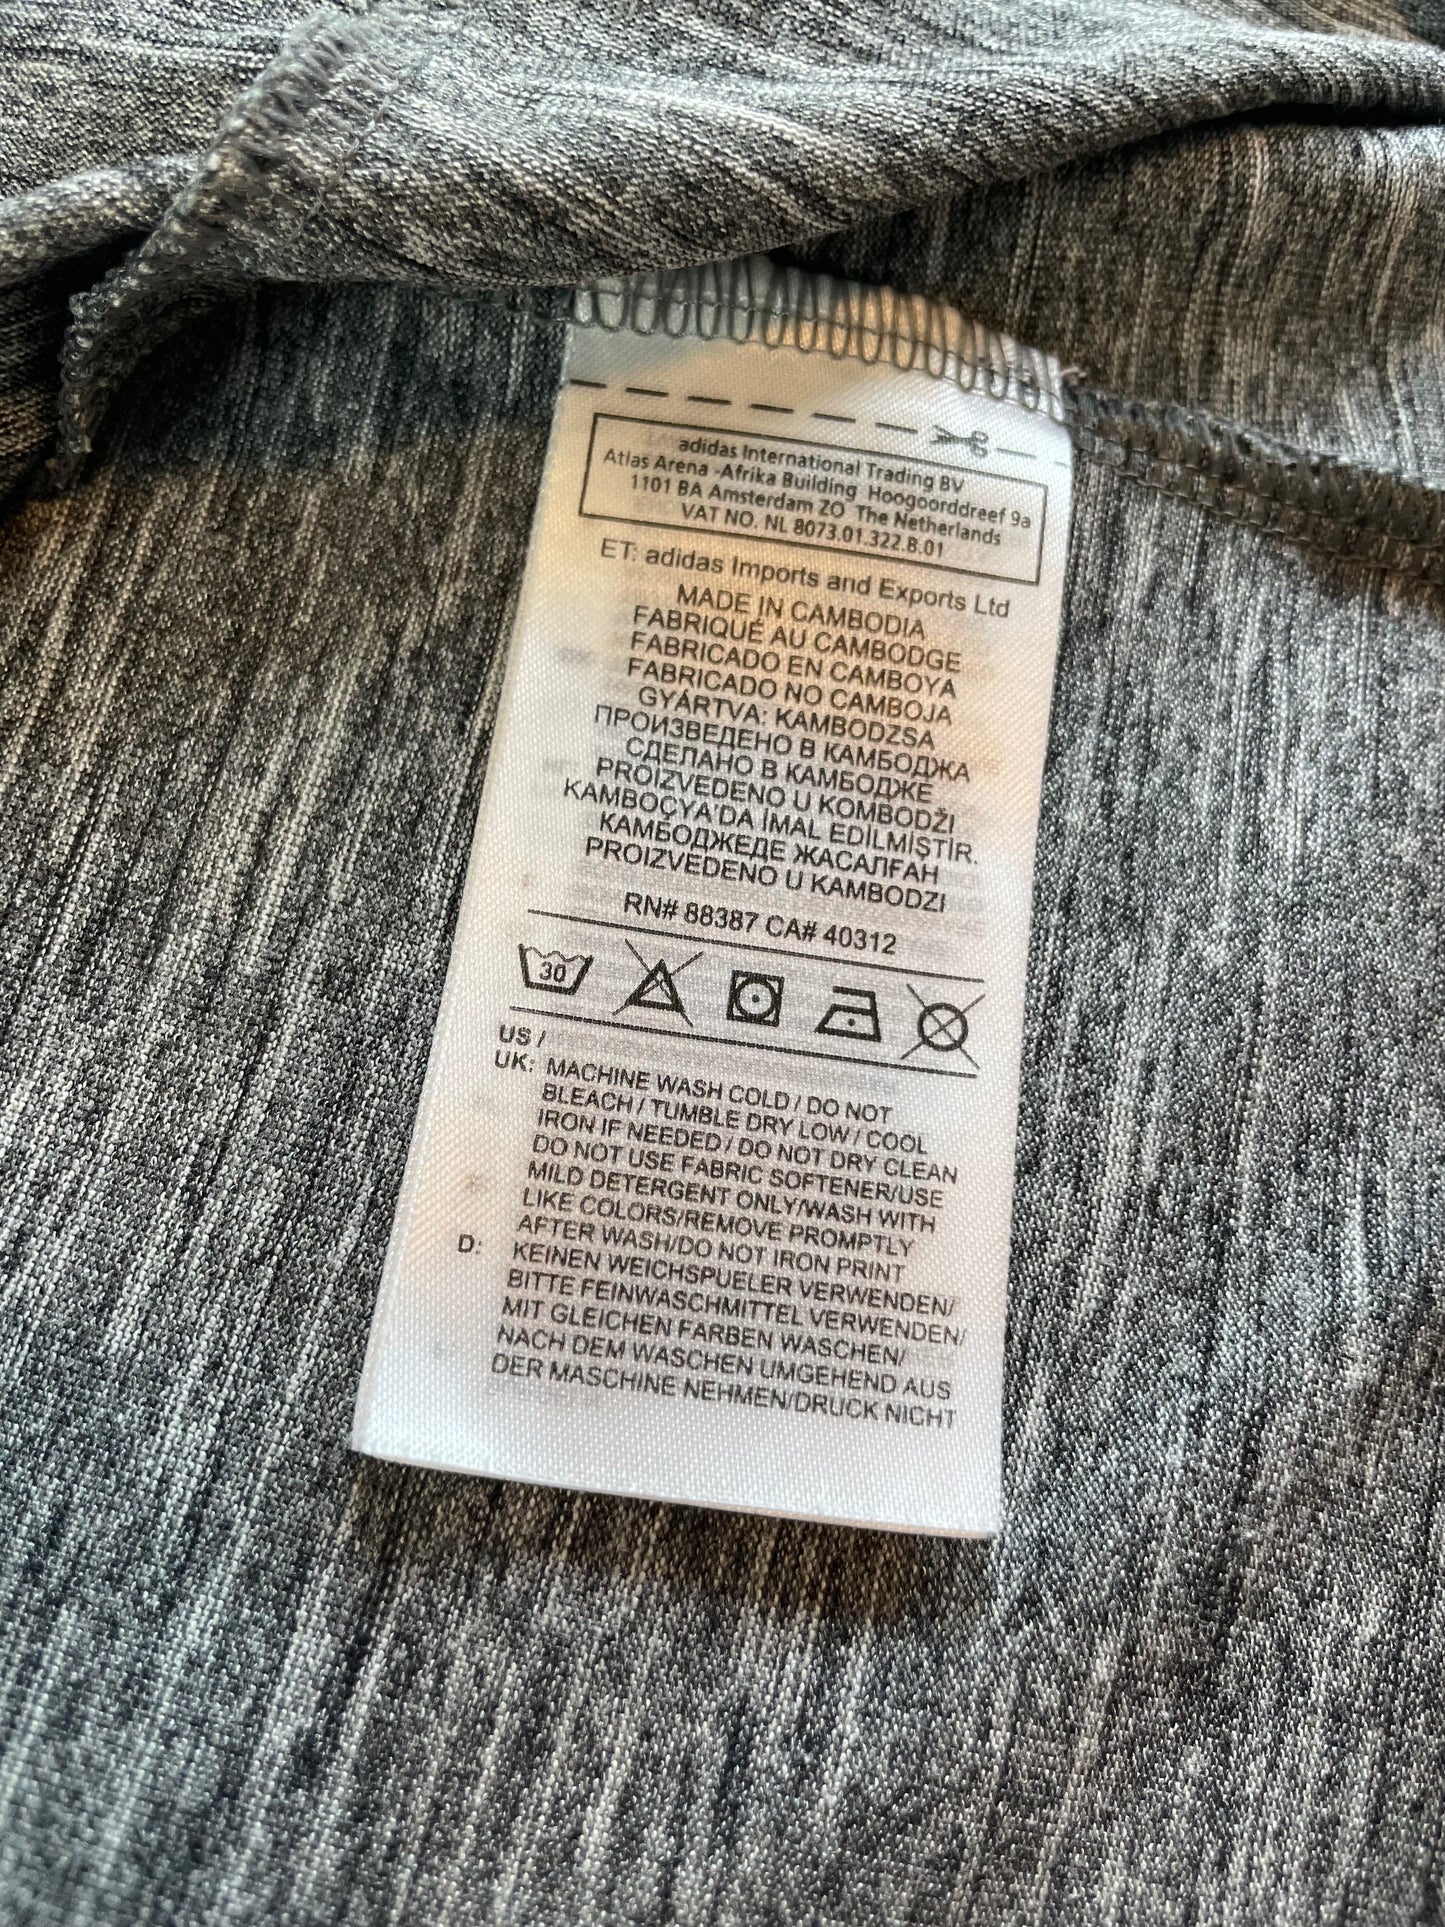 adidas International Trading BV
Atlas Arena -Afrika Building Hoogoorddreef 9a
1101 BA Amsterdam ZO The Netherlands
VAT NO. NL 8073.01.322.B.01
ET: adidas Imports and Exports Ltd
MADE IN CAMBODIA
FABRIQUÉ AU CAMBODGE
FABRICADO EN CAMBOYA
FABRICADO NO CAMBOJA
GYÁRTVA: KAMBODZSA
ПРОИЗВЕДЕНО В КАМБОДЖА
СДЕЛАНО В КАМБОДЖЕ
PROIZVEDENO U KOMBODŽI
KAMBOÇYA'DA İMAL EDİLMİŞTİR.
КАМБОДЖЕДЕ ЖАСАЛҒАН
PROIZVEDENO U KAMBODZI
RN# 88387 CA# 40312
30
US /
UK: MACHINE WASH COLD / DO NOT
BLEACH / TUMBLE DRY LOW / COOL
IRON IF NEEDED / DO NOT DRY CLEAN
DO NOT USE FABRIC SOFTENER/USE
MILD DETERGENT ONLY/WASH WITH
LIKE COLORS/REMOVE PROMPTLY
AFTER WASH/DO NOT IRON PRINT
D: KEINEN WEICHSPUELER VERWENDEN/
BITTE FEINWASCHMITTEL VERWENDEN/
MIT GLEICHEN FARBEN WASCHEN/
NACH DEM WASCHEN UMGEHEND AUS
DER MASCHINE NEHMEN/DRUCK NICHT